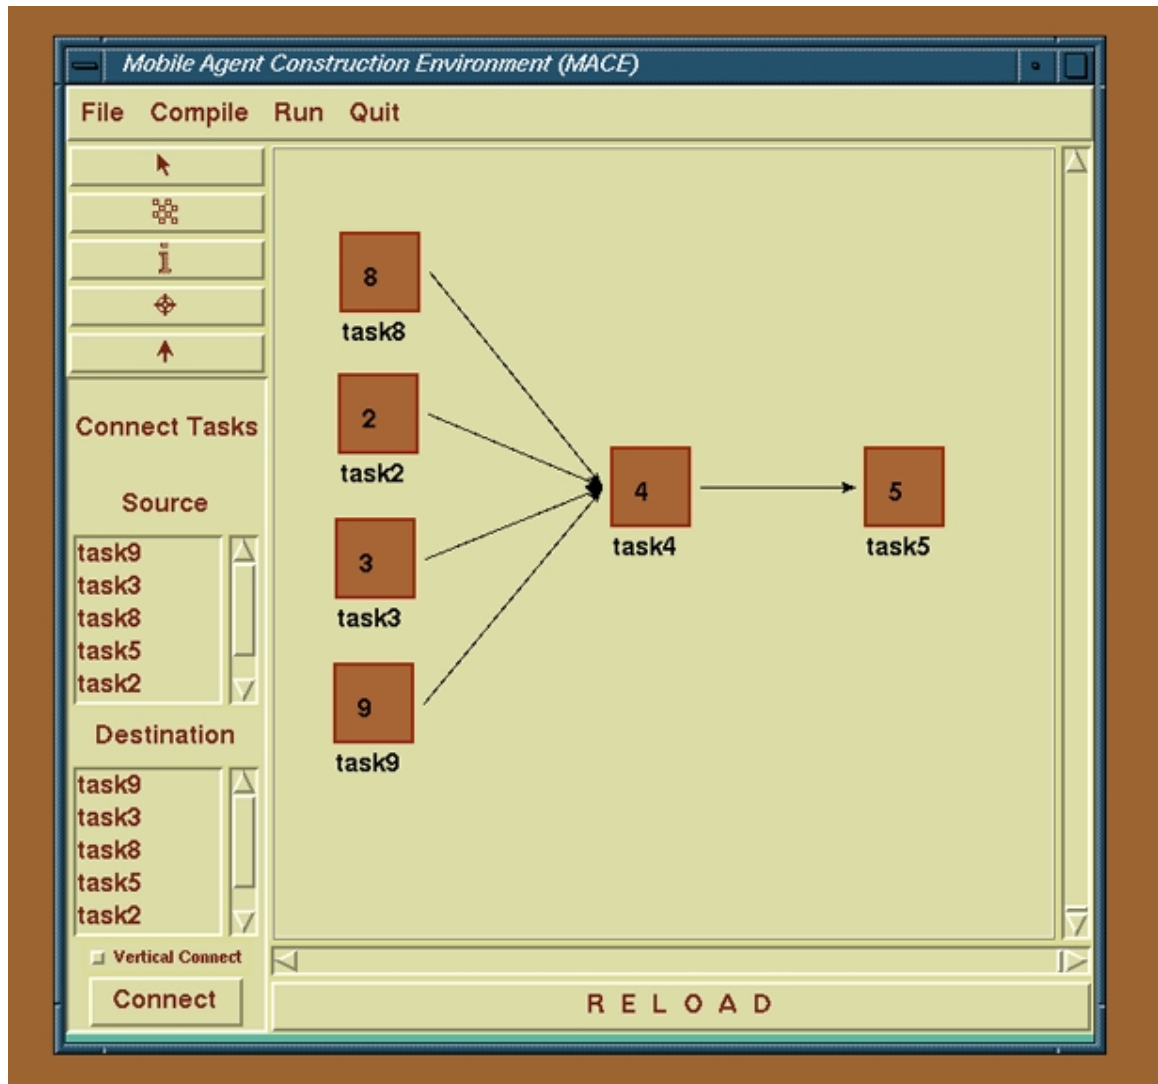 Mobile Agent Construction Environment (MACE)
File Compile Run Quit
i
Connect Tasks
Source
task9
task3
task8
task5
task2
Destination
task9
task3
task8
task5
task2
Vertical Connect
Connect
8
task8
2
task2
3
task3
9
task9
4
task4
5
task5
R E L O A D